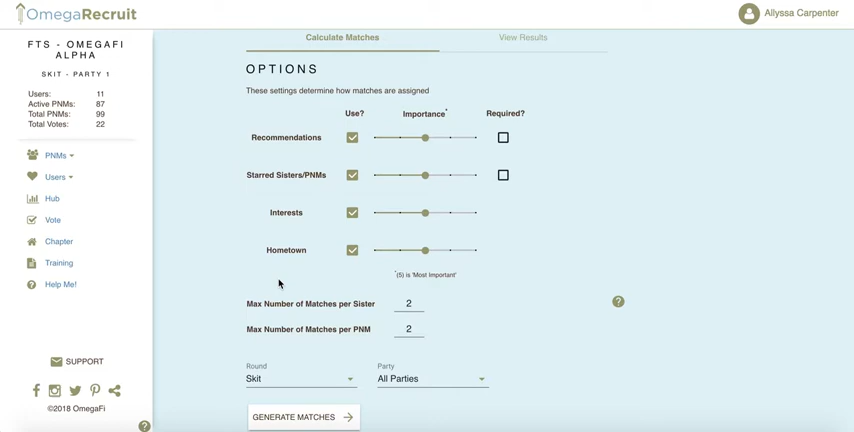 OmegaRecruit
Allyssa Carpenter
FTS - OMEGAFI
ALPHA
SKIT - PARTY 1
Users: 11
Active PNMs: 87
Total PNMs: 99
Total Votes: 22
PNMs
Users
Hub
Vote
Chapter
Training
Help Me!
SUPPORT
©2018 OmegaFi
Calculate Matches
View Results
OPTIONS
These settings determine how matches are assigned
Use? Importance* Required?
Recommendations
Starred Sisters/PNMs
Interests
Hometown
*(5) is 'Most Important'
Max Number of Matches per Sister 2
Max Number of Matches per PNM 2
Round Party
Skit All Parties
GENERATE MATCHES